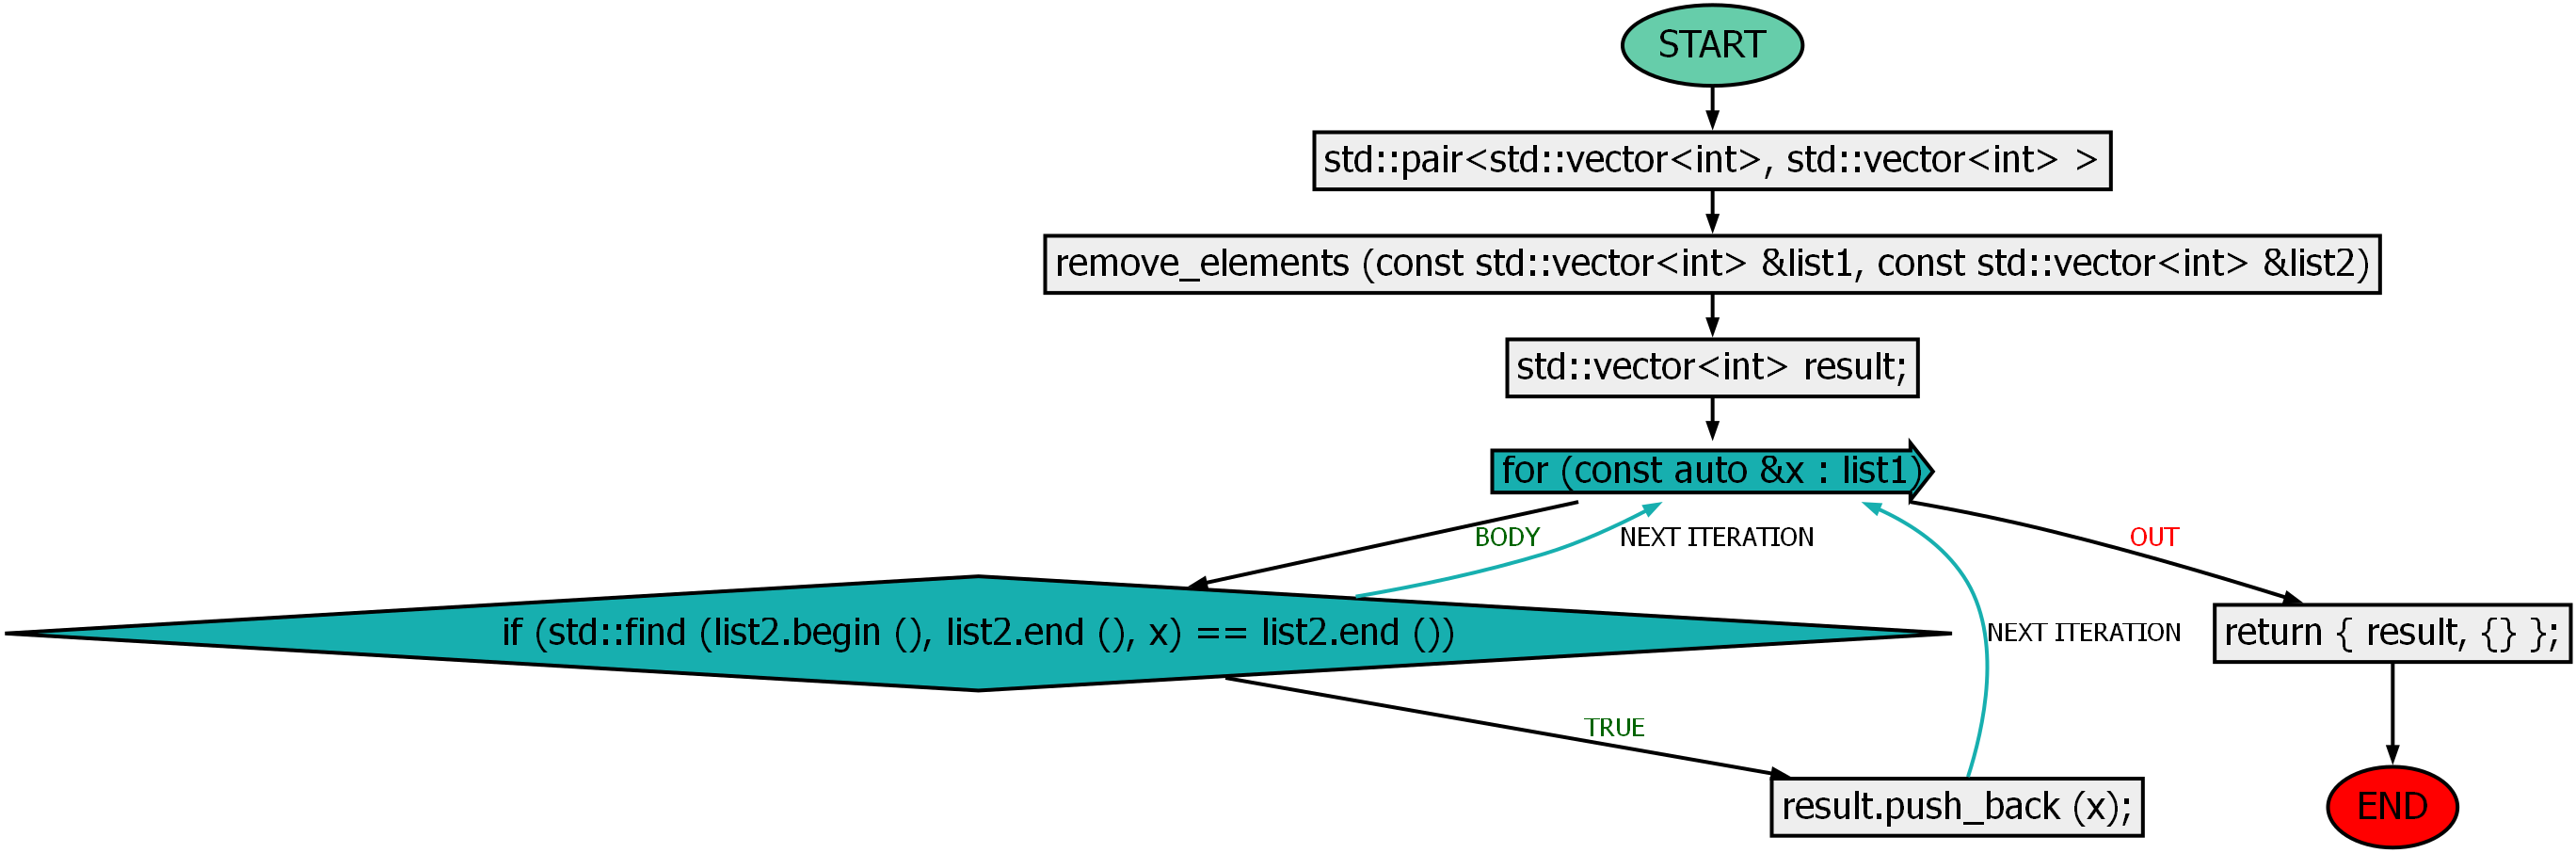 START
std::pair<std::vector<int>, std::vector<int> >
remove_elements (const std::vector<int> &list1, const std::vector<int> &list2)
std::vector<int> result;
for (const auto &x : list1)
BODY
NEXT ITERATION
OUT
if (std::find (list2.begin (), list2.end (), x) == list2.end ())
NEXT ITERATION
return { result, {} };
TRUE
result.push_back (x);
END